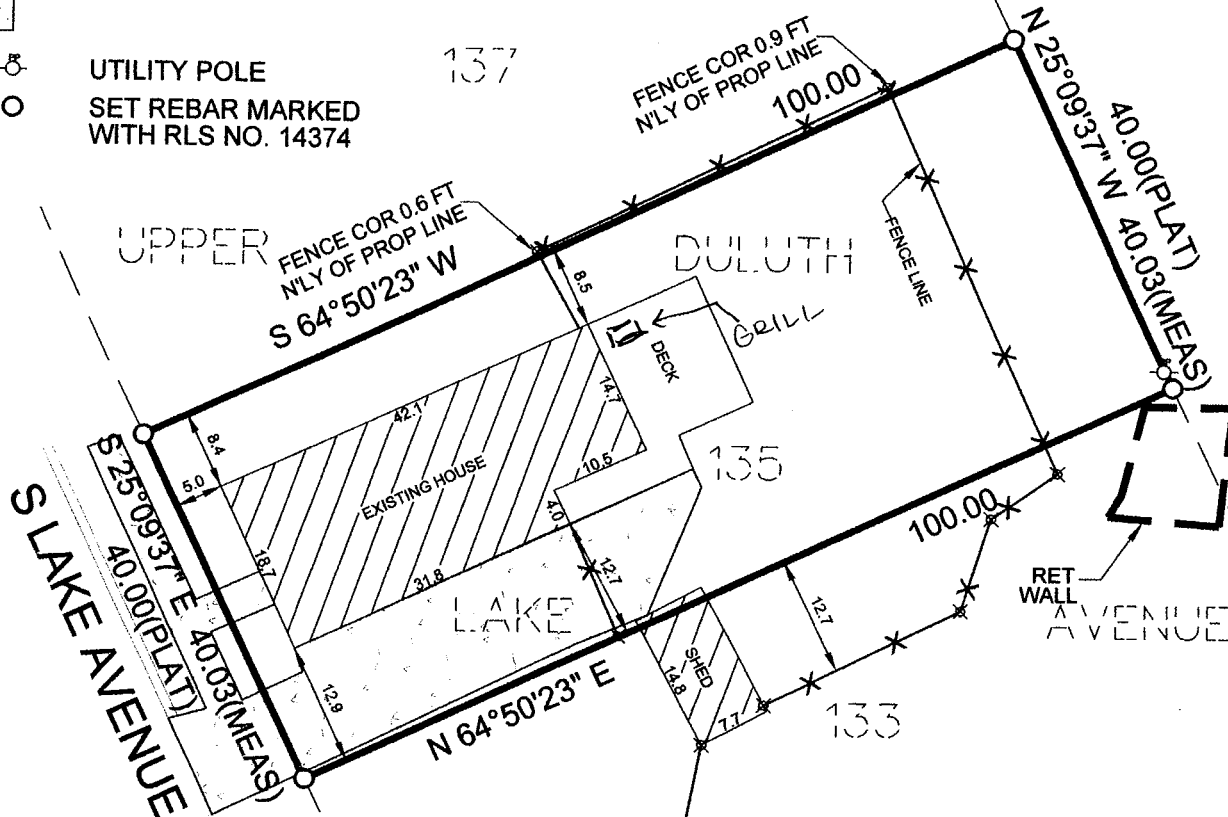 UTILITY POLE
SET REBAR MARKED
WITH RLS NO. 14374
137
FENCE COR 0.9 FT
N'LY OF PROP LINE
100.00
N 25°09'37" W 40.03(MEAS)
40.00(PLAT)
UPPER
FENCE COR 0.6 FT
N'LY OF PROP LINE
S 64°50'23" W
DULUTH
FENCE LINE
8.5
GRILL
DECK
14.7
42.1
8.4
5.0
EXISTING HOUSE
10.5
135
4.0
12.7
18.7
31.8
S LAKE AVENUE
S 25°09'37" E 40.03(MEAS)
40.00(PLAT)
LAKE
100.00
RET
WALL
AVENUE
12.7
SHED
14.8
7.7
12.9
N 64°50'23" E
133